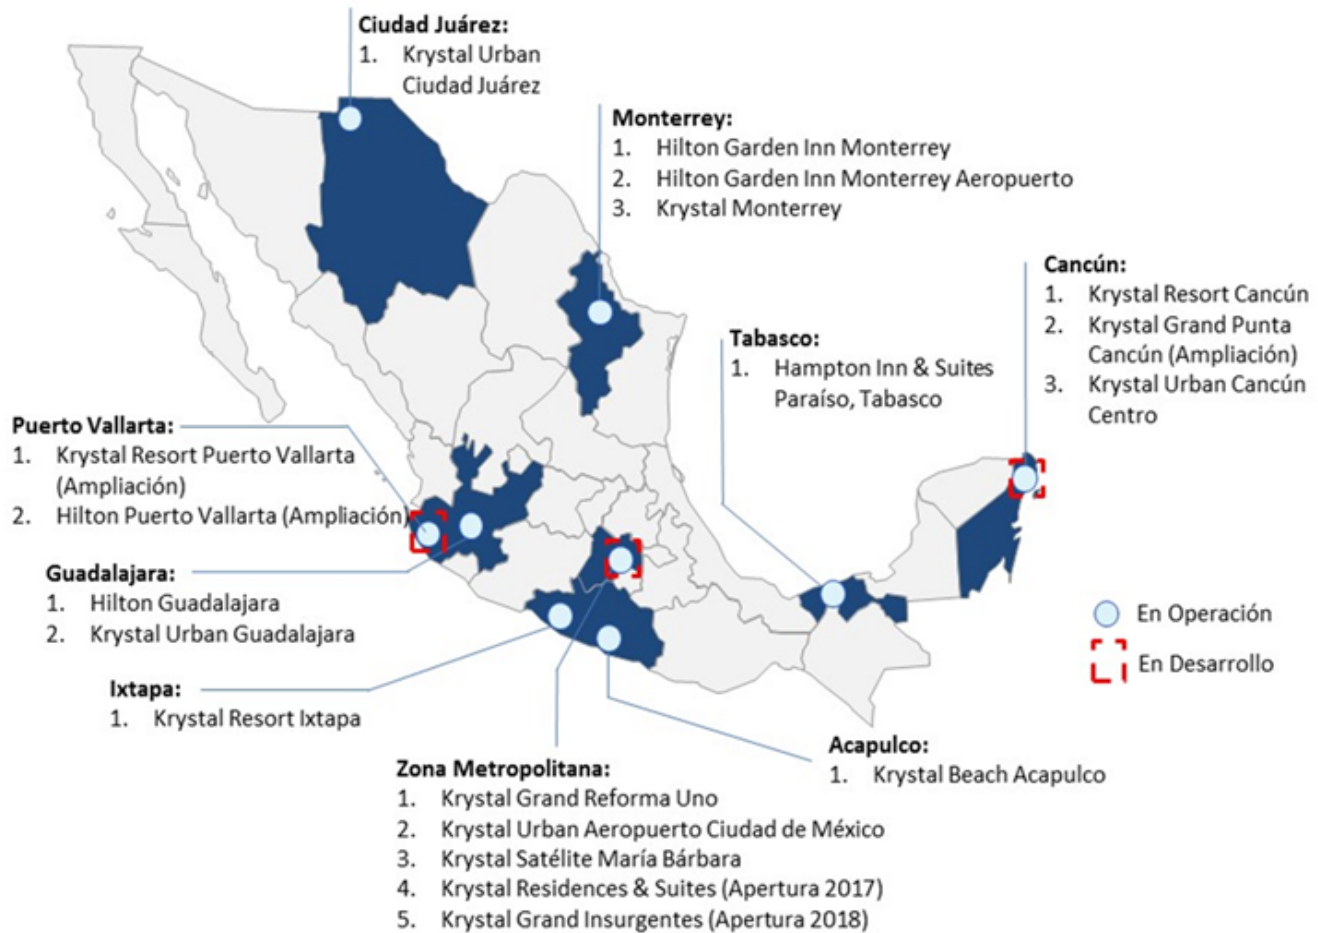 Ciudad Juárez:
1. Krystal Urban
Ciudad Juárez
Monterrey:
1. Hilton Garden Inn Monterrey
2. Hilton Garden Inn Monterrey Aeropuerto
3. Krystal Monterrey
Cancún:
1. Krystal Resort Cancún
2. Krystal Grand Punta
Cancún (Ampliación)
3. Krystal Urban Cancún
Centro
Tabasco:
1. Hampton Inn & Suites
Paraíso, Tabasco
Puerto Vallarta:
1. Krystal Resort Puerto Vallarta
(Ampliación)
2. Hilton Puerto Vallarta (Ampliación)
Guadalajara:
1. Hilton Guadalajara
2. Krystal Urban Guadalajara
Ixtapa:
1. Krystal Resort Ixtapa
En Operación
En Desarrollo
Acapulco:
1. Krystal Beach Acapulco
Zona Metropolitana:
1. Krystal Grand Reforma Uno
2. Krystal Urban Aeropuerto Ciudad de México
3. Krystal Satélite María Bárbara
4. Krystal Residences & Suites (Apertura 2017)
5. Krystal Grand Insurgentes (Apertura 2018)